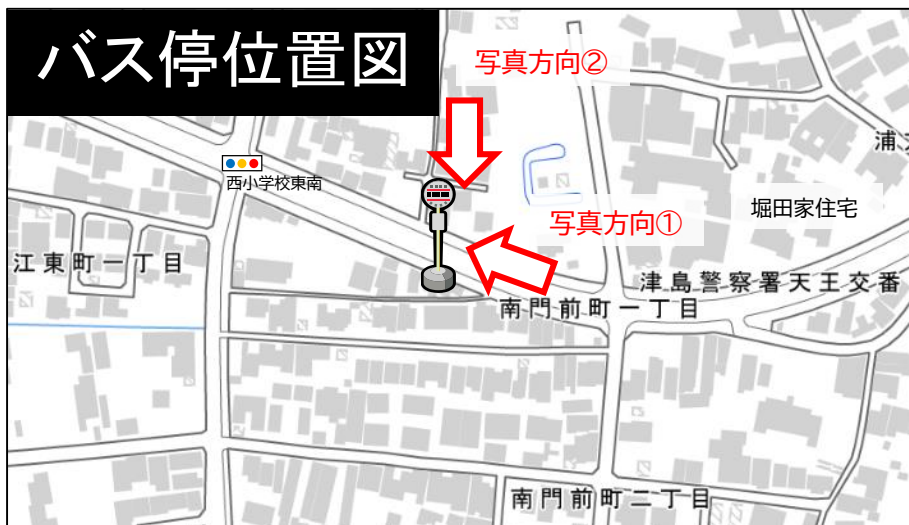 バス停位置図
写真方向②
浦方
西小学校東南
堀田家住宅
写真方向①
江東町一丁目
津島警察署天王交番
南門前町一丁目
南門前町二丁目